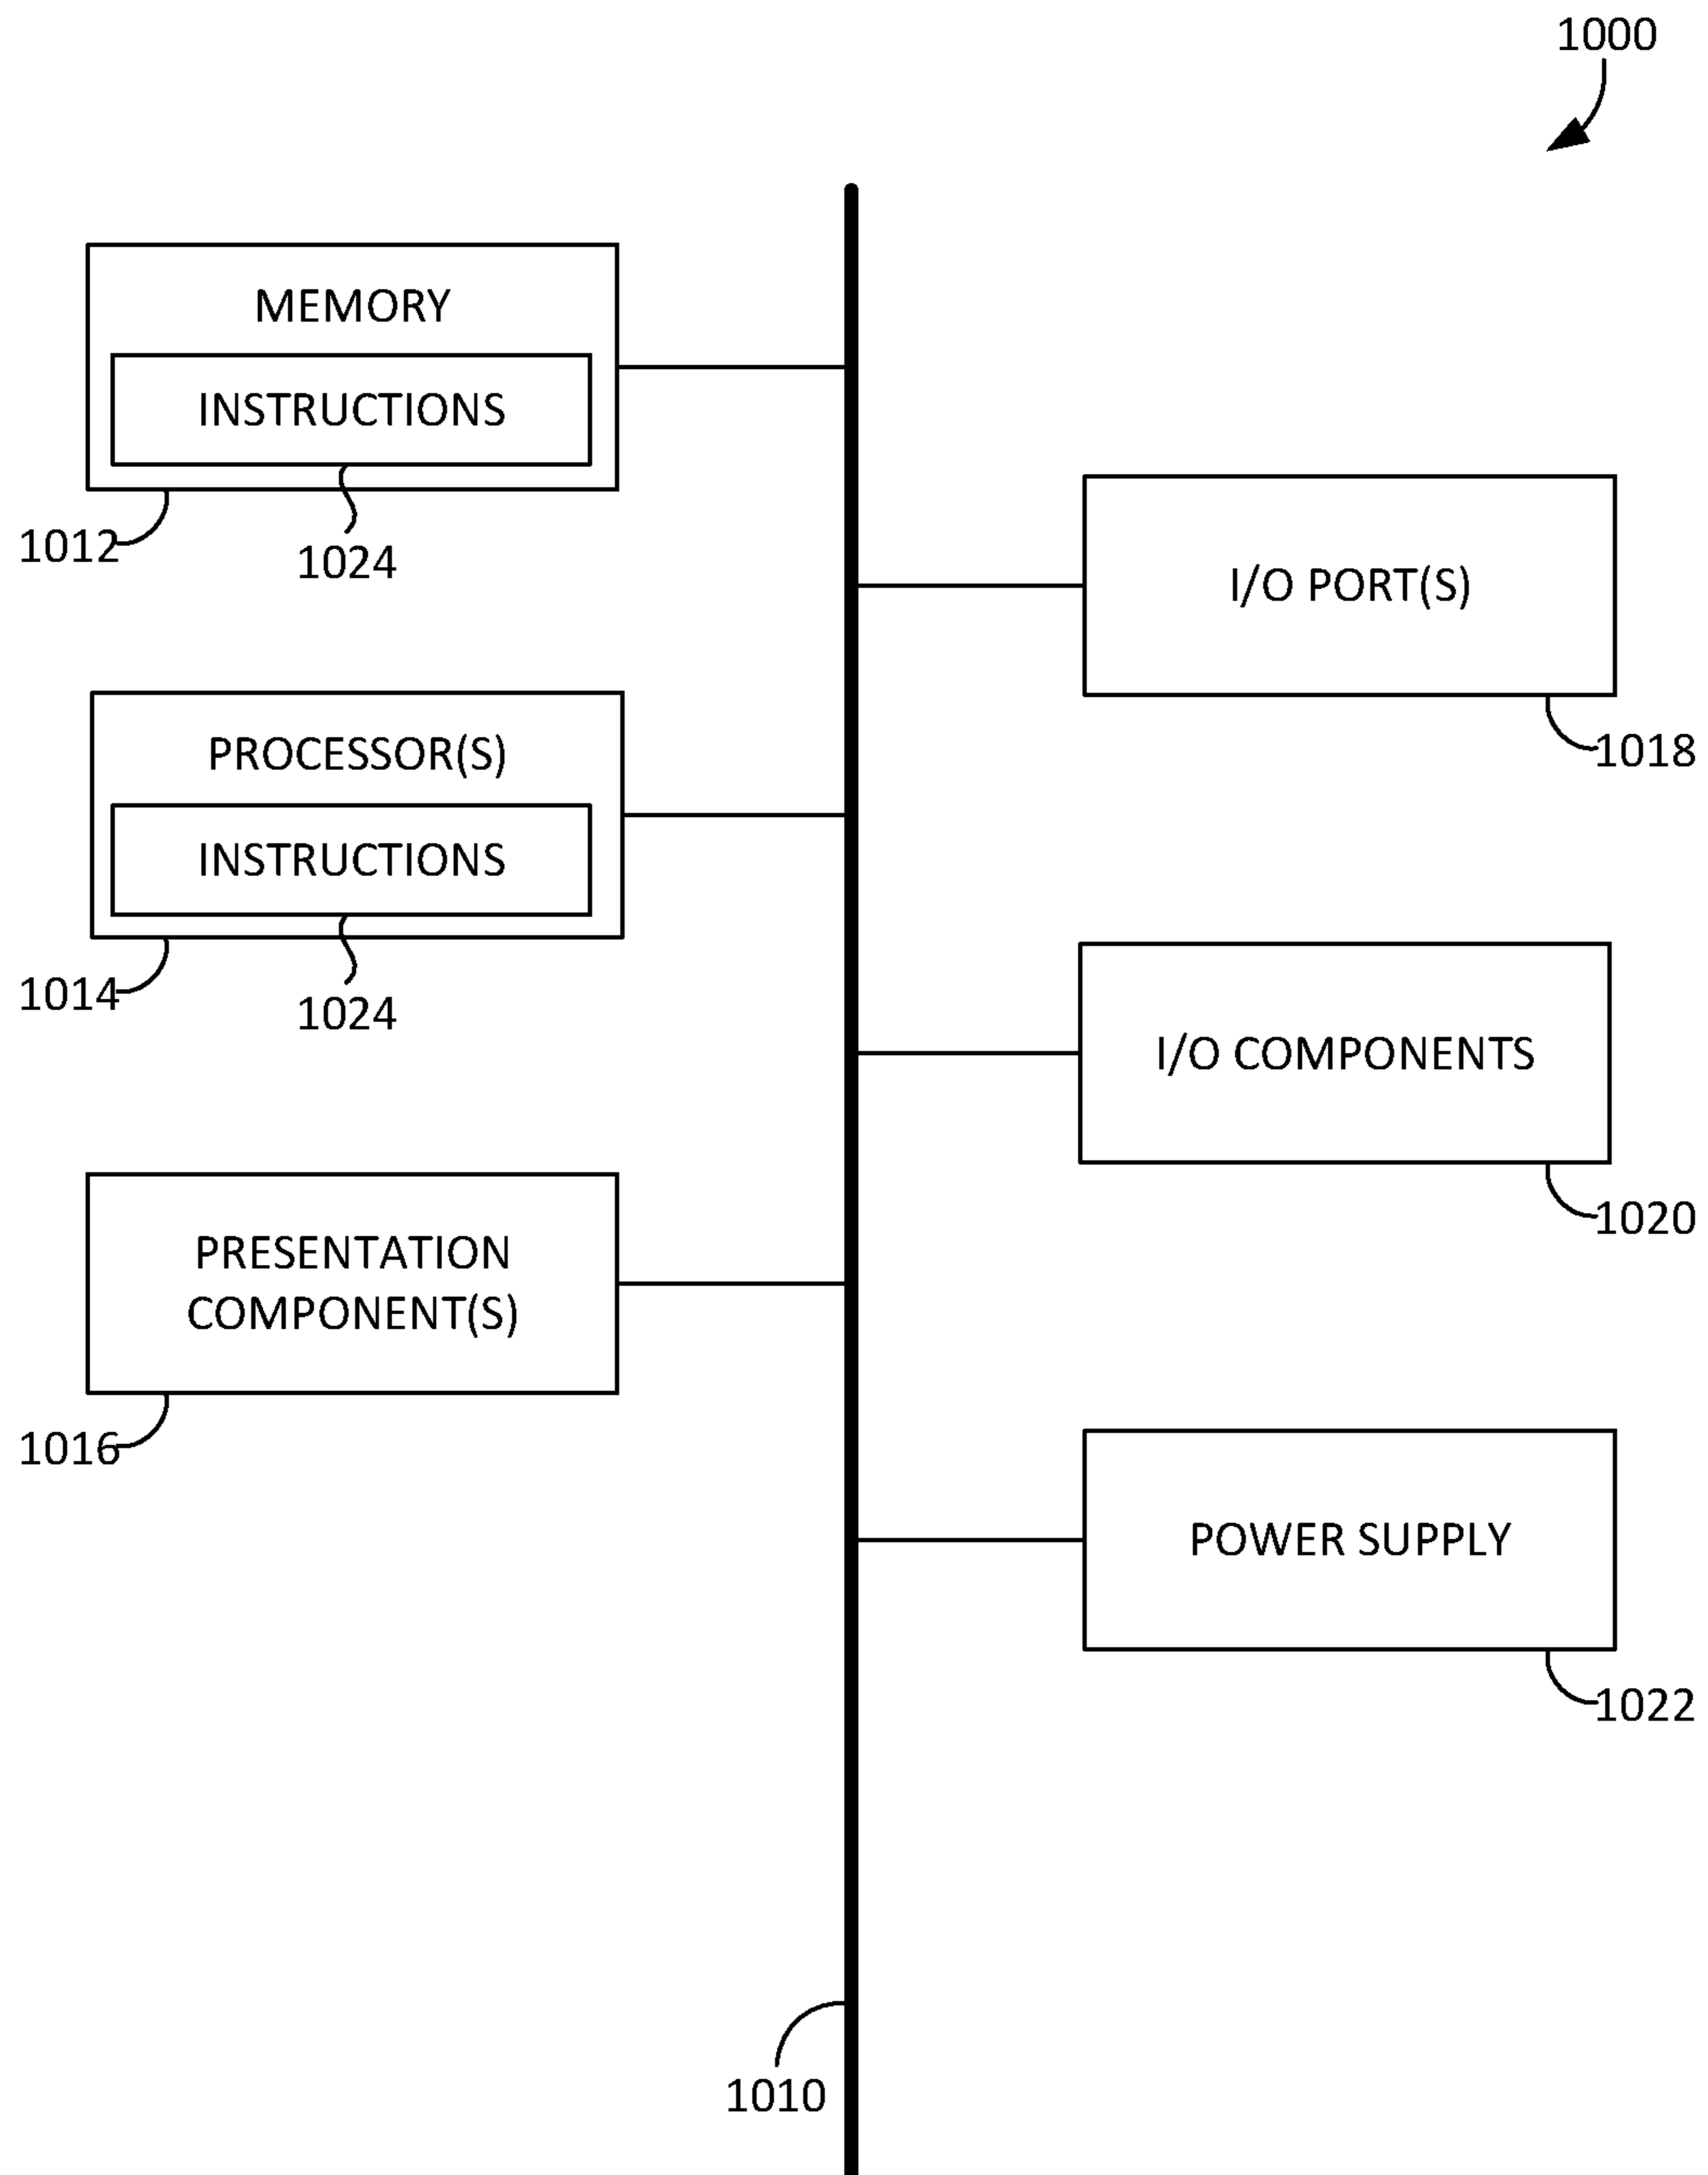 1000
MEMORY
INSTRUCTIONS
1012
1024
I/O PORT(S)
1018
PROCESSOR(S)
INSTRUCTIONS
1014
1024
I/O COMPONENTS
1020
PRESENTATION
COMPONENT(S)
1016
POWER SUPPLY
1022
1010